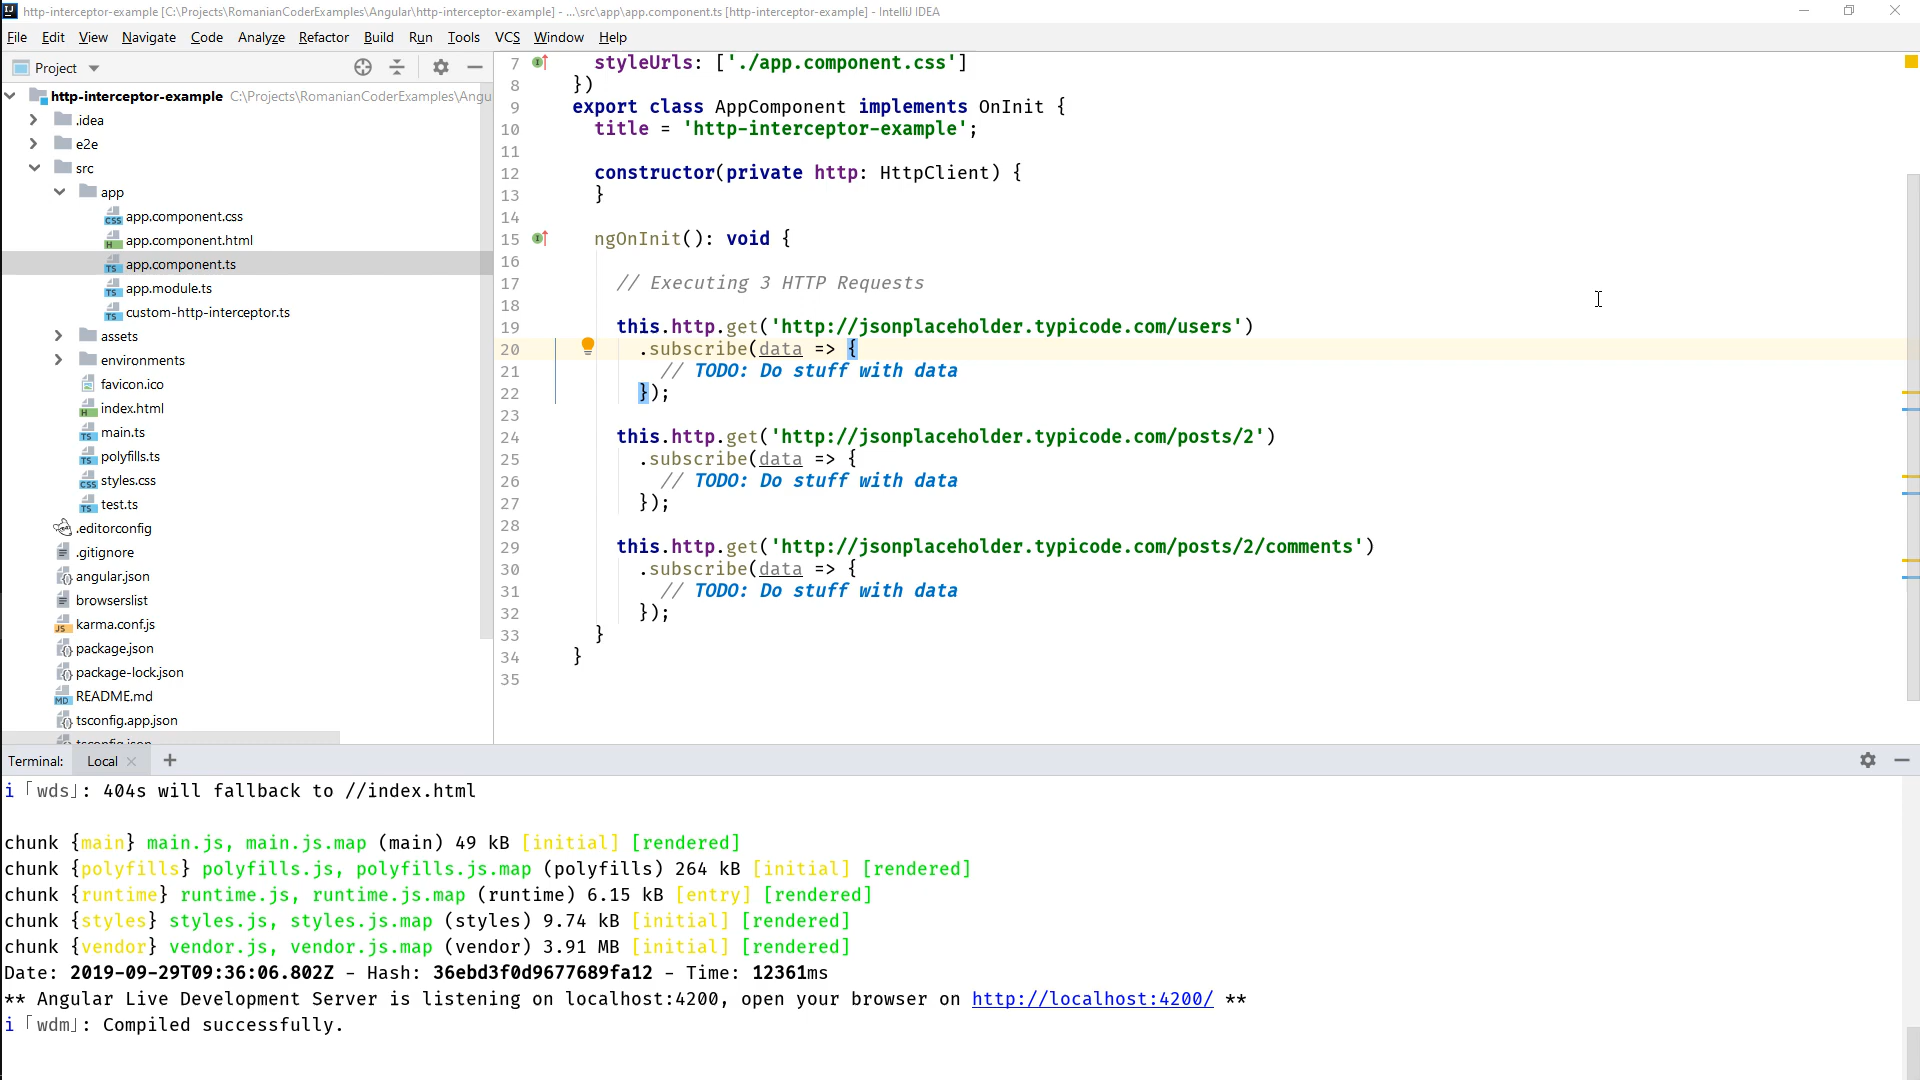 http-interceptor-example [C:\Projects\RomanianCoderExamples\Angular\http-interceptor-example] - ...\src\app\app.component.ts [http-interceptor-example] - IntelliJ IDEA
File Edit View Navigate Code Analyze Refactor Build Run Tools VCS Window Help
Project
http-interceptor-example C:\Projects\RomanianCoderExamples\Angu
.idea
e2e
src
app
app.component.css
app.component.html
app.component.ts
app.module.ts
custom-http-interceptor.ts
assets
environments
favicon.ico
index.html
main.ts
polyfills.ts
styles.css
test.ts
.editorconfig
.gitignore
angular.json
browserslist
karma.conf.js
package.json
package-lock.json
README.md
tsconfig.app.json
tsconfig.json
7 styleUrls: ['./app.component.css']
8 })
9 export class AppComponent implements OnInit {
10 title = 'http-interceptor-example';
11
12 constructor(private http: HttpClient) {
13 }
14
15 ngOnInit(): void {
16
17 // Executing 3 HTTP Requests
18
19 this.http.get('http://jsonplaceholder.typicode.com/users')
20 .subscribe(data => {
21 // TODO: Do stuff with data
22 });
23
24 this.http.get('http://jsonplaceholder.typicode.com/posts/2')
25 .subscribe(data => {
26 // TODO: Do stuff with data
27 });
28
29 this.http.get('http://jsonplaceholder.typicode.com/posts/2/comments')
30 .subscribe(data => {
31 // TODO: Do stuff with data
32 });
33 }
34 }
35
Terminal: Local
i ｢wds｣: 404s will fallback to //index.html
chunk {main} main.js, main.js.map (main) 49 kB [initial] [rendered]
chunk {polyfills} polyfills.js, polyfills.js.map (polyfills) 264 kB [initial] [rendered]
chunk {runtime} runtime.js, runtime.js.map (runtime) 6.15 kB [entry] [rendered]
chunk {styles} styles.js, styles.js.map (styles) 9.74 kB [initial] [rendered]
chunk {vendor} vendor.js, vendor.js.map (vendor) 3.91 MB [initial] [rendered]
Date: 2019-09-29T09:36:06.802Z - Hash: 36ebd3f0d9677689fa12 - Time: 12361ms
** Angular Live Development Server is listening on localhost:4200, open your browser on http://localhost:4200/ **
i ｢wdm｣: Compiled successfully.